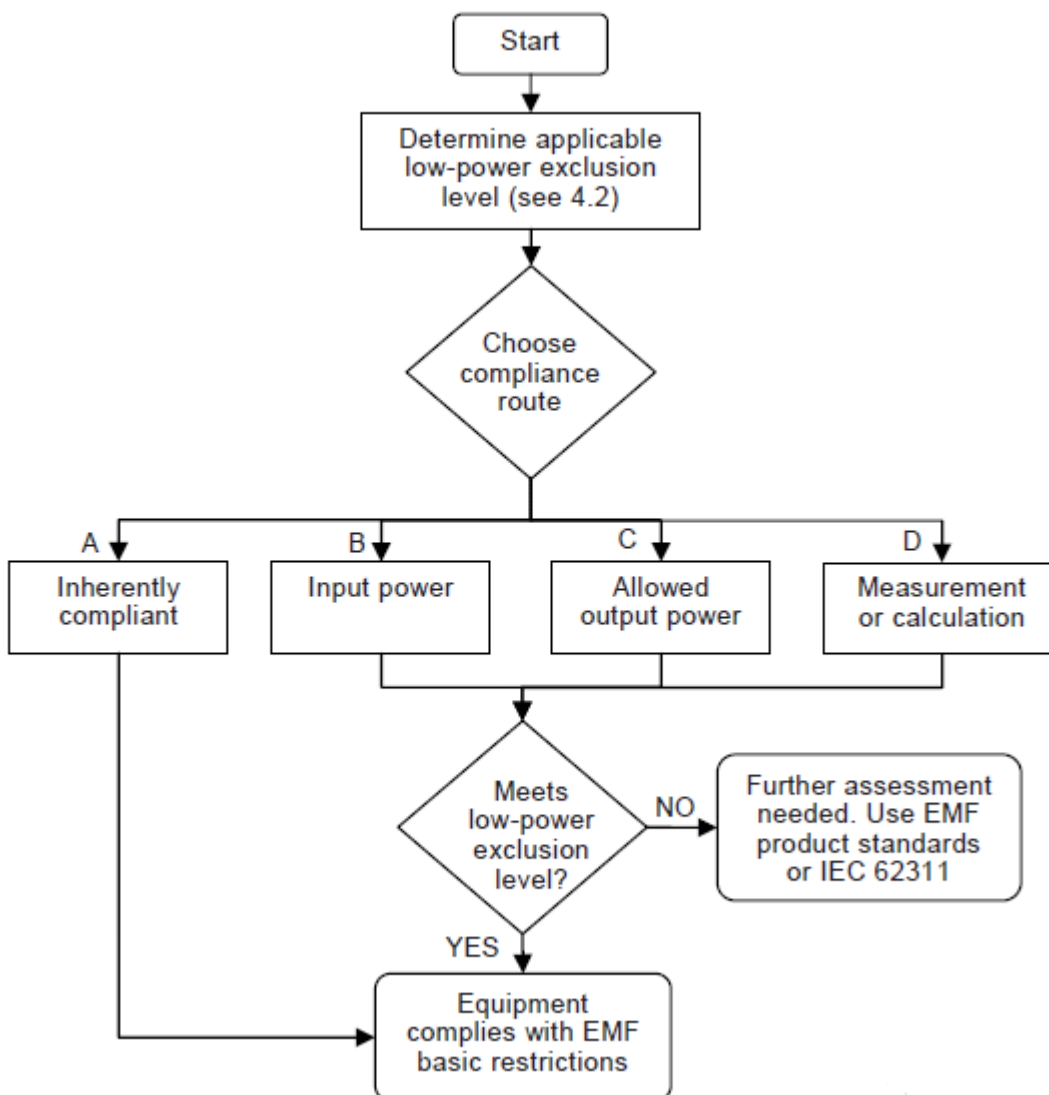 Start
Determine applicable
low-power exclusion
level (see 4.2)
Choose
compliance
route
A
B
C
D
Inherently
compliant
Input power
Allowed
output power
Measurement
or calculation
Meets
low-power
exclusion
level?
NO
Further assessment
needed. Use EMF
product standards
or IEC 62311
YES
Equipment
complies with EMF
basic restrictions